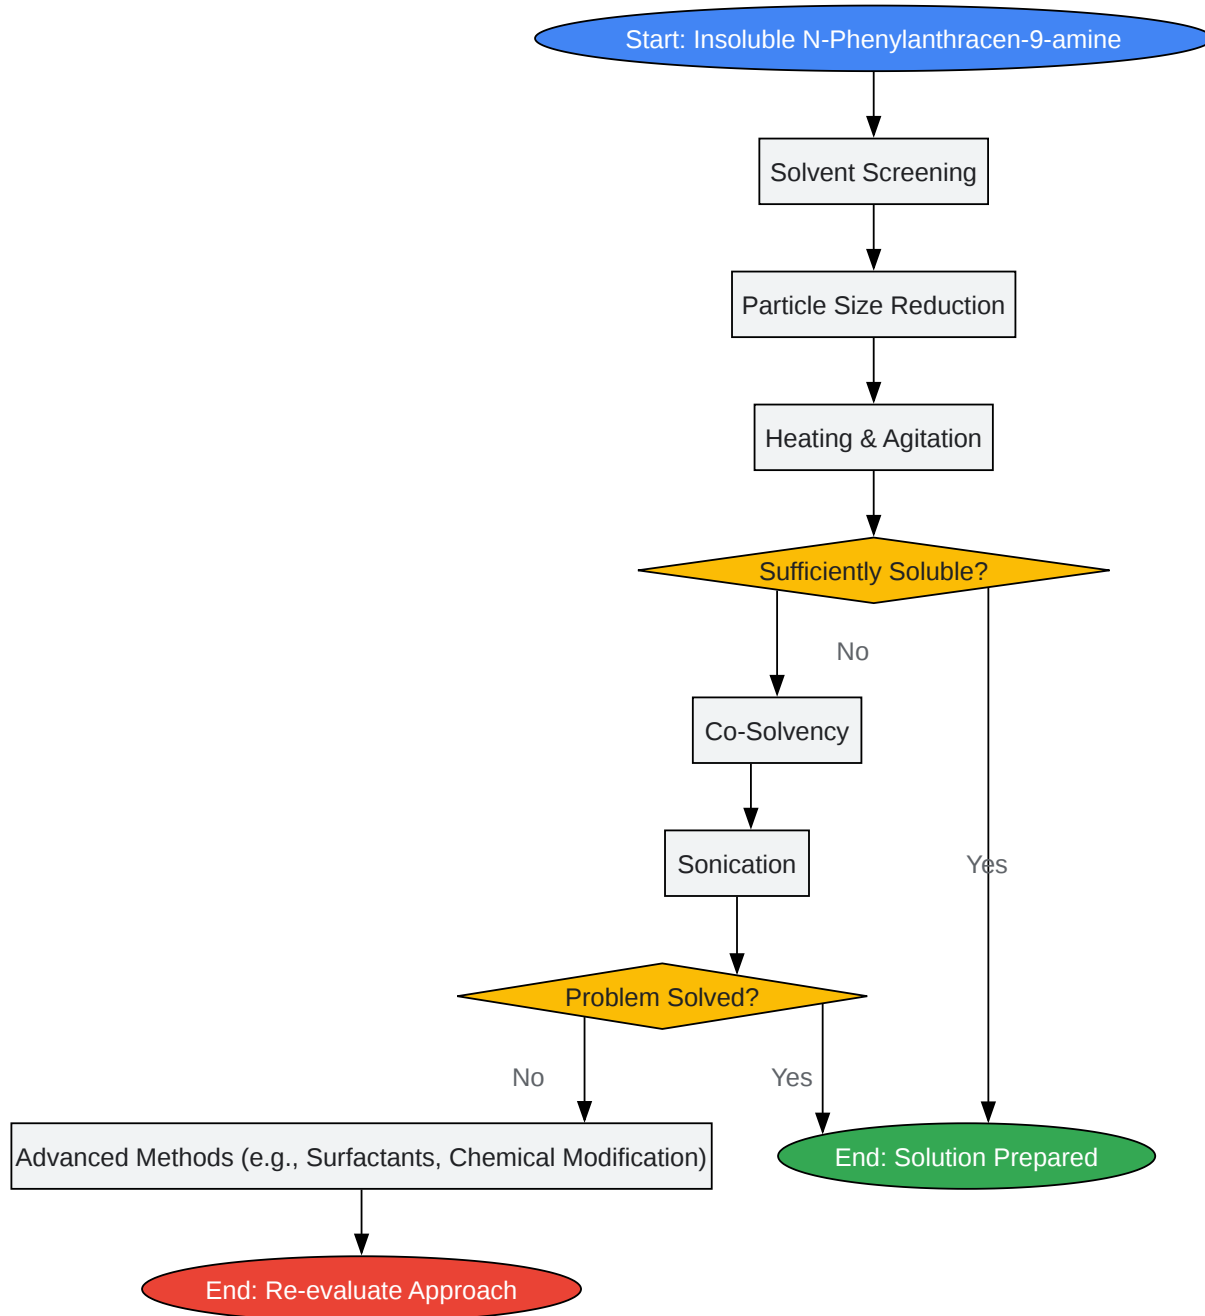 Start: Insoluble N-Phenylanthracen-9-amine
Solvent Screening
Particle Size Reduction
Heating & Agitation
Sufficiently Soluble?
No
Co-Solvency
Sonication
Yes
Problem Solved?
No
Yes
Advanced Methods (e.g., Surfactants, Chemical Modification)
End: Solution Prepared
End: Re-evaluate Approach